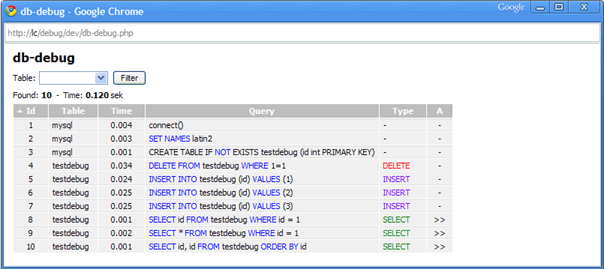 db-debug - Google Chrome
Google
http://lc/debug/dev/db-debug.php
db-debug
Table: Filter
Found: 10 - Time: 0.120 sek
Id Table Time Query Type A
1 mysql 0.004 connect() - -
2 mysql 0.003 SET NAMES latin2 - -
3 mysql 0.001 CREATE TABLE IF NOT EXISTS testdebug (id int PRIMARY KEY) - -
4 testdebug 0.034 DELETE FROM testdebug WHERE 1=1 DELETE -
5 testdebug 0.024 INSERT INTO testdebug (id) VALUES (1) INSERT -
6 testdebug 0.025 INSERT INTO testdebug (id) VALUES (2) INSERT -
7 testdebug 0.024 INSERT INTO testdebug (id) VALUES (3) INSERT -
8 testdebug 0.001 SELECT id FROM testdebug WHERE id = 1 SELECT >>
9 testdebug 0.002 SELECT * FROM testdebug WHERE id = 1 SELECT >>
10 testdebug 0.001 SELECT id, id FROM testdebug ORDER BY id SELECT >>